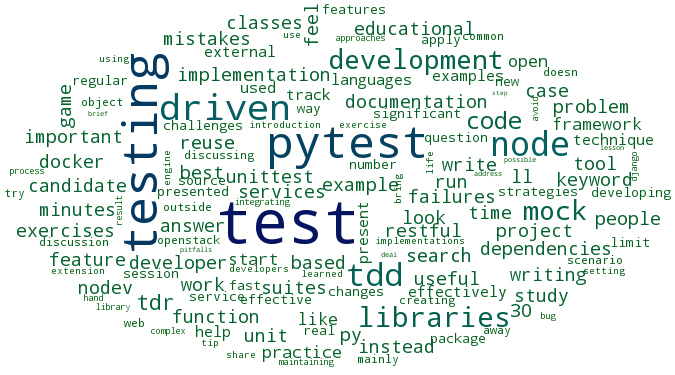 features
classes
feel
use
educational
approaches
common
mistakes
apply
external
development
open
using
implementation
languages
examples
new
doesn
regular
used
step
case
game
testing
object
driven
track
documentation
avoid
problem
brief
way
significant
code
framework
important
challenges
introduction
exercise
question
node
technique
reuse
pytest
docker
discussing
number
life
write
possible
tool
lesson
django
process
engine
best
unittest
address
keyword
source
run
ll
try
candidate
presented
services
example
bring
failures
strategies
developing
minutes
result
outside
integrating
test
present
look
time
mock
people
exercises
answer
restful
project
limit
discussion
openstack
implementations
dependencies
feature
pitfalls
developer
start
based
deal
search
scenario
extension
session
developers
learned
tdd
useful
writing
setting
nodev
work
fast
suites
changes
effectively
study
hand
tdr
service
effective
creating
bug
library
function
like
libraries
30
web
complex
help
unit
real
py
package
away
tip
practice
instead
share
maintaining
mainly